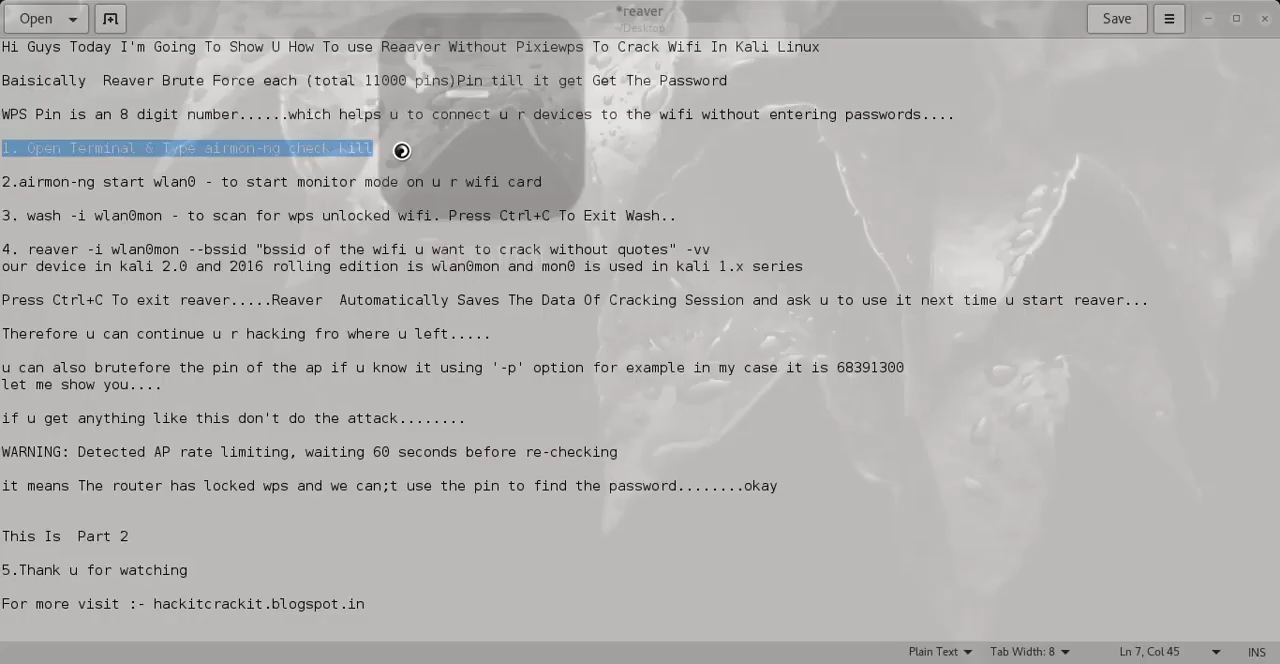 Open
*reaver
~/Desktop
Save
Hi Guys Today I'm Going To Show U How To use Reaaver Without Pixiewps To Crack Wifi In Kali Linux
Baisically  Reaver Brute Force each (total 11000 pins)Pin till it get Get The Password
WPS Pin is an 8 digit number......which helps u to connect u r devices to the wifi without entering passwords....
1. Open Terminal & Type airmon-ng check kill
2.airmon-ng start wlan0 - to start monitor mode on u r wifi card
3. wash -i wlan0mon - to scan for wps unlocked wifi. Press Ctrl+C To Exit Wash..
4. reaver -i wlan0mon --bssid "bssid of the wifi u want to crack without quotes" -vv
our device in kali 2.0 and 2016 rolling edition is wlan0mon and mon0 is used in kali 1.x series
Press Ctrl+C To exit reaver.....Reaver  Automatically Saves The Data Of Cracking Session and ask u to use it next time u start reaver...
Therefore u can continue u r hacking fro where u left.....
u can also brutefore the pin of the ap if u know it using '-p' option for example in my case it is 68391300
let me show you....
if u get anything like this don't do the attack........
WARNING: Detected AP rate limiting, waiting 60 seconds before re-checking
it means The router has locked wps and we can;t use the pin to find the password........okay
This Is  Part 2
5.Thank u for watching
For more visit :- hackitcrackit.blogspot.in
Plain Text
Tab Width: 8
Ln 7, Col 45
INS